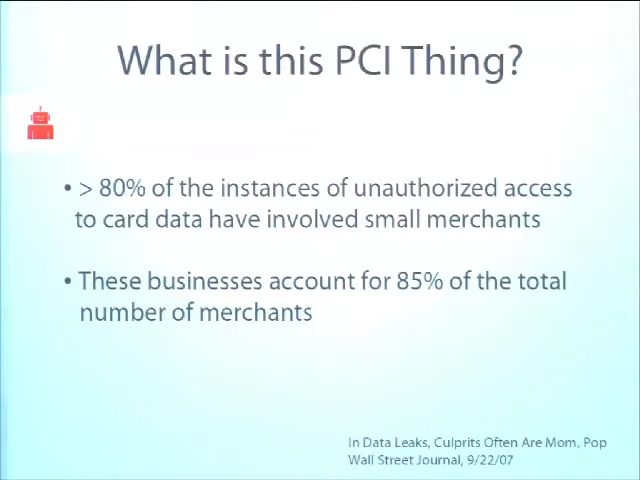 What is this PCI Thing?
• > 80% of the instances of unauthorized access
to card data have involved small merchants
• These businesses account for 85% of the total
number of merchants
In Data Leaks, Culprits Often Are Mom, Pop
Wall Street Journal, 9/22/07